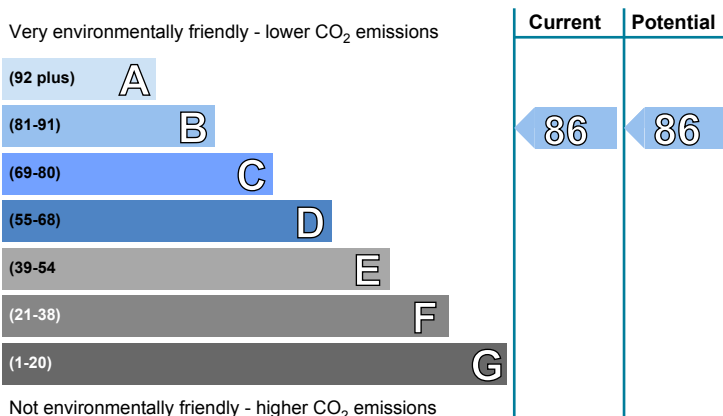 Very environmentally friendly - lower CO2 emissions
Current Potential
(92 plus) A
(81-91) B 86 86
(69-80) C
(55-68) D
(39-54 E
(21-38) F
(1-20) G
Not environmentally friendly - higher CO2 emissions